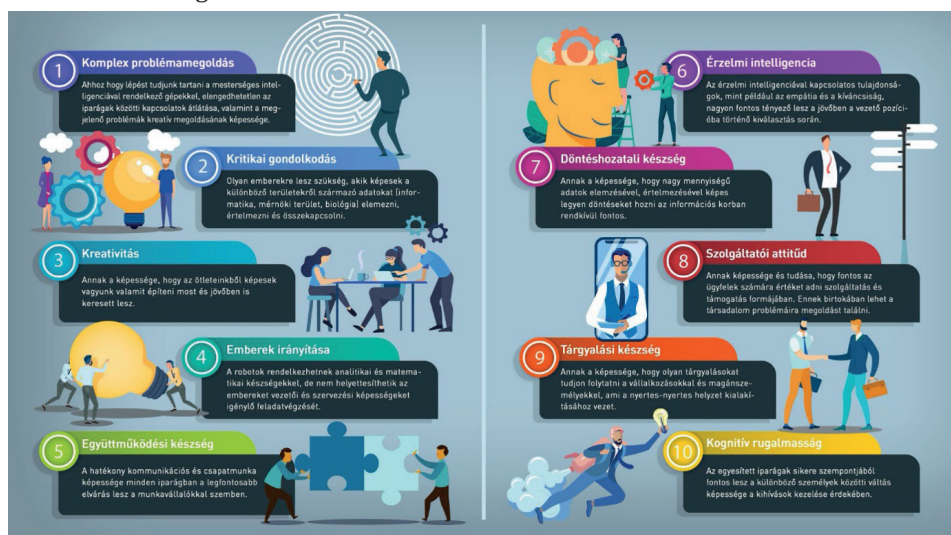 1
Komplex problémamegoldás
Ahhoz hogy lépést tudjunk tartani a mesterséges intel-
ligenciával rendelkező gépekkel, elengedhetetlen az
iparágak közötti kapcsolatok átlátása, valamint a meg-
jelenő problémák kreatív megoldásának képessége.
2
Kritikai gondolkodás
Olyan emberekre lesz szükség, akik képesek a
különböző területekről származó adatokat (infor-
matika, mérnöki terület, biológia) elemezni,
értelmezni és összekapcsolni.
3
Kreativitás
Annak a képessége, hogy az ötleteinkből képesek
vagyunk valamit építeni most és jövőben is
keresett lesz.
4
Emberek irányítása
A robotok rendelkezhetnek analitikai és matema-
tikai készségekkel, de nem helyettesíthetik az
embereket vezetői és szervezési képességeket
igénylő feladatvégzését.
5
Együttműködési készség
A hatékony kommunikációs és csapatmunka
képessége minden iparágban a legfontosabb
elvárás lesz a munkavállalókkal szemben.
6
Érzelmi intelligencia
Az érzelmi intelligenciával kapcsolatos tulajdonsá-
gok, mint például az empátia és a kíváncsiság,
nagyon fontos tényező lesz a jövőben a vezető pozíci-
óba történő kiválasztás során.
7
Döntéshozatali készség
Annak a képessége, hogy nagy mennyiségű
adatok elemzésével, értelmezésével képes
legyen döntéseket hozni az információs korban
rendkívül fontos.
8
Szolgáltatói attitűd
Annak képessége és tudása, hogy fontos az
ügyfelek számára értéket adni szolgáltatás és
támogatás formájában. Ennek birtokában lehet a
társadalom problémáira megoldást találni.
9
Tárgyalási készség
Annak a képessége, hogy olyan tárgyalásokat
tudjon folytatni a vállalkozásokkal és magánsze-
mélyekkel, ami a nyertes-nyertes helyzet kialakí-
tásához vezet.
10
Kognitív rugalmasság
Az egyesített iparágak sikere szempontjából
fontos lesz a különböző személyek közötti váltás
képessége a kihívások kezelése érdekében.